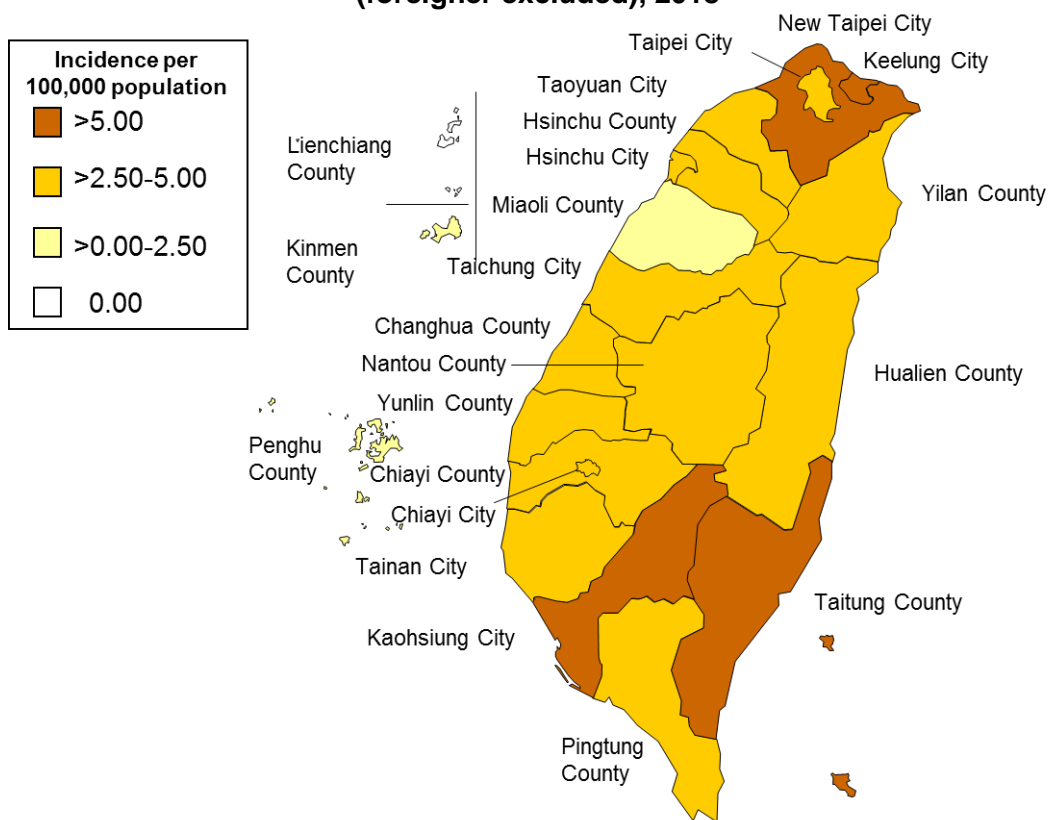 (foreigner excluded), 2018
Incidence per
100,000 population
>5.00
>2.50-5.00
>0.00-2.50
0.00
New Taipei City
Taipei City
Keelung City
Taoyuan City
Hsinchu County
Hsinchu City
Lienchiang
County
Yilan County
Miaoli County
Kinmen
County
Taichung City
Changhua County
Nantou County
Hualien County
Yunlin County
Penghu
County
Chiayi County
Chiayi City
Tainan City
Taitung County
Kaohsiung City
Pingtung
County